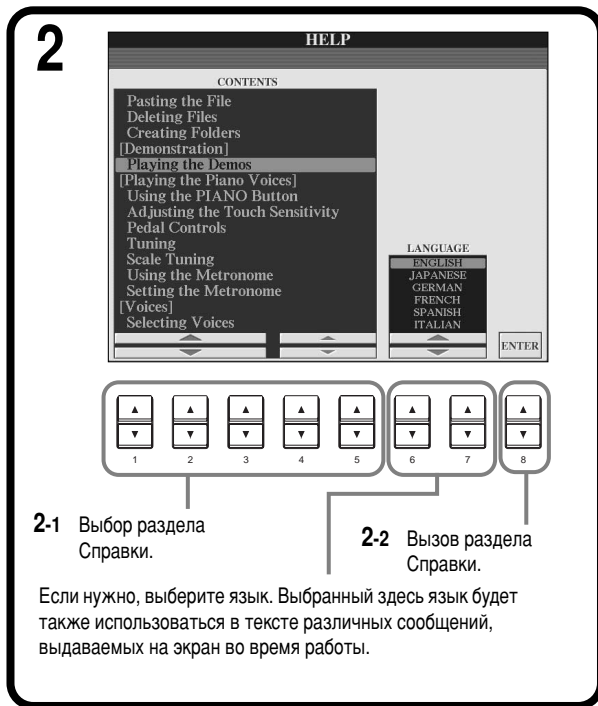 2
HELP
CONTENTS
Pasting the File
Deleting Files
Creating Folders
[Demonstration]
Playing the Demos
[Playing the Piano Voices]
Using the PIANO Button
Adjusting the Touch Sensitivity
Pedal Controls
Tuning
Scale Tuning
Using the Metronome
Setting the Metronome
[Voices]
Selecting Voices
LANGUAGE
ENGLISH
JAPANESE
GERMAN
FRENCH
SPANISH
ITALIAN
ENTER
1 2 3 4 5 6 7 8
2-1 Выбор раздела
Справки.
2-2 Вызов раздела
Справки.
Если нужно, выберите язык. Выбранный здесь язык будет
также использоваться в тексте различных сообщений,
выдаваемых на экран во время работы.